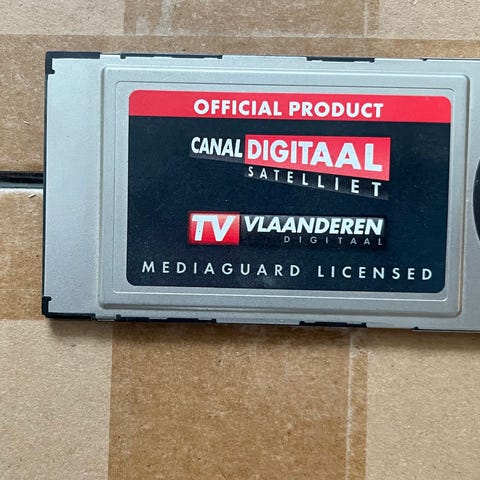 OFFICIAL PRODUCT
CANAL DIGITAAL
SATELLIET
TV VLAANDEREN
DIGITAAL
MEDIAGUARD LICENSED